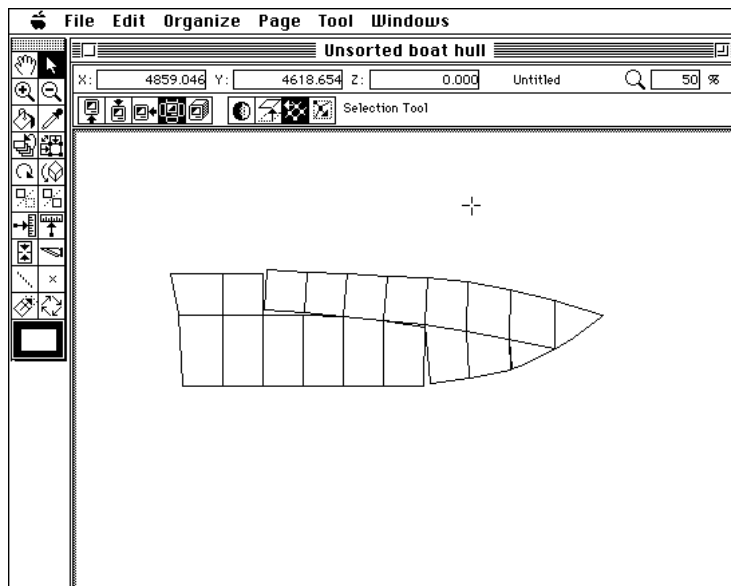 File Edit Organize Page Tool Windows
Unsorted boat hull
X: 4859.046 Y: 4618.654 Z: 0.000 Untitled 50 %
Selection Tool